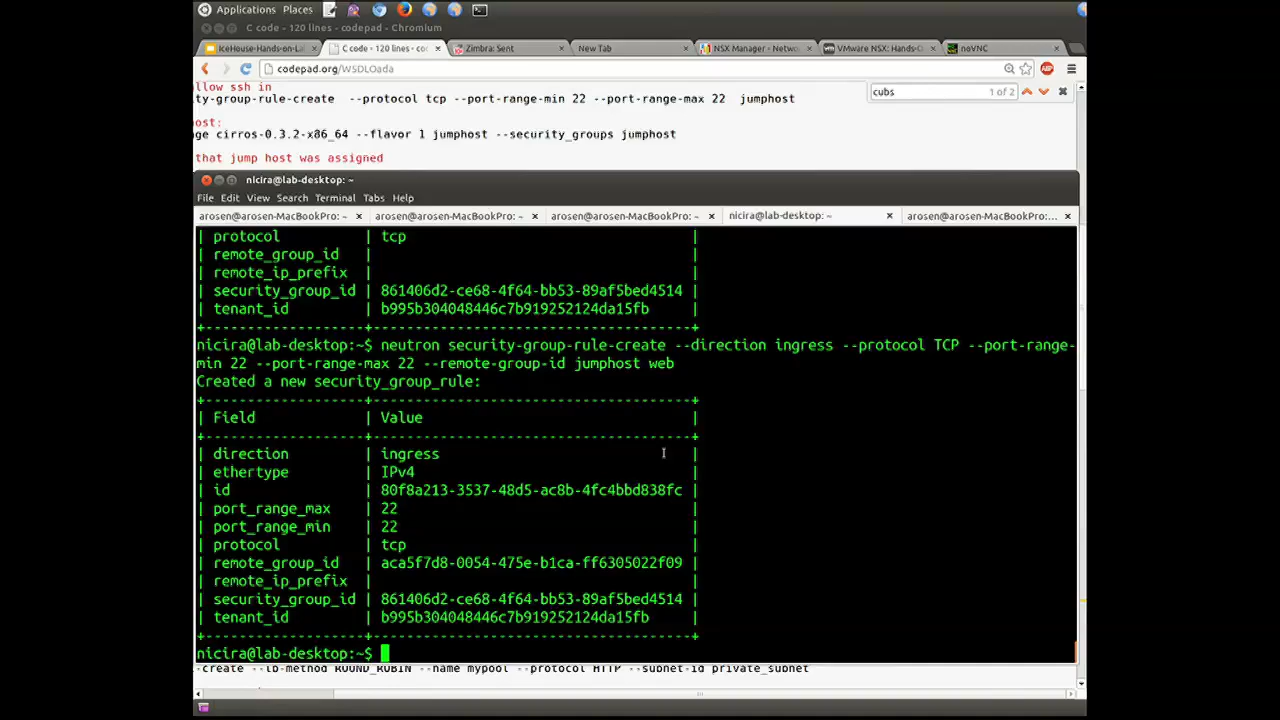 Applications Places
C code - 120 lines - codepad - Chromium
IceHouse-Hands-on-La
C code - 120 lines - co
Zimbra: Sent
New Tab
NSX Manager - Netwo
VMware NSX: Hands-O
noVNC
codepad.org/WSDLOada
llow ssh in
ty-group-rule-create --protocol tcp --port-range-min 22 --port-range-max 22 jumphost
cubs 1 of 2
ost:
ge cirros-0.3.2-x86_64 --flavor 1 jumphost --security_groups jumphost
that jump host was assigned
nicira@lab-desktop: ~
File Edit View Search Terminal Tabs Help
arosen@arosen-MacBookPro: ~
arosen@arosen-MacBookPro: ~
arosen@arosen-MacBookPro: ~
nicira@lab-desktop: ~
arosen@arosen-MacBookPro:...
| protocol | tcp |
| remote_group_id | |
| remote_ip_prefix | |
| security_group_id | 861406d2-ce68-4f64-bb53-89af5bed4514 |
| tenant_id | b995b304048446c7b919252124da15fb |
+-------------------+--------------------------------------+
nicira@lab-desktop:~$ neutron security-group-rule-create --direction ingress --protocol TCP --port-range-
min 22 --port-range-max 22 --remote-group-id jumphost web
Created a new security_group_rule:
+-------------------+--------------------------------------+
| Field | Value |
+-------------------+--------------------------------------+
| direction | ingress |
| ethertype | IPv4 |
| id | 80f8a213-3537-48d5-ac8b-4fc4bbd838fc |
| port_range_max | 22 |
| port_range_min | 22 |
| protocol | tcp |
| remote_group_id | aca5f7d8-0054-475e-b1ca-ff6305022f09 |
| remote_ip_prefix | |
| security_group_id | 861406d2-ce68-4f64-bb53-89af5bed4514 |
| tenant_id | b995b304048446c7b919252124da15fb |
+-------------------+--------------------------------------+
nicira@lab-desktop:~$
-create --lb-method ROUND_ROBIN --name mypool --protocol HTTP --subnet-id private_subnet